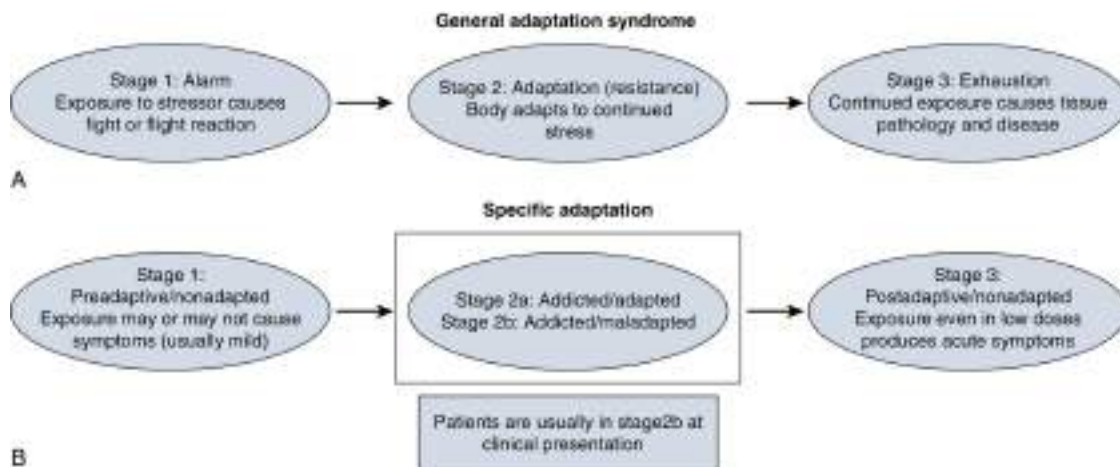 General adaptation syndrome
Stage 1: Alarm
Exposure to stressor causes
fight or flight reaction
Stage 2: Adaptation (resistance)
Body adapts to continued
stress
Stage 3: Exhaustion
Continued exposure causes tissue
pathology and disease
A
Specific adaptation
Stage 1:
Preadaptive/nonadapted
Exposure may or may not cause
symptoms (usually mild)
Stage 2a: Addicted/adapted
Stage 2b: Addicted/maladapted
Stage 3:
Postadaptive/nonadapted
Exposure even in low doses
produces acute symptoms
Patients are usually in stage2b at
clinical presentation
B